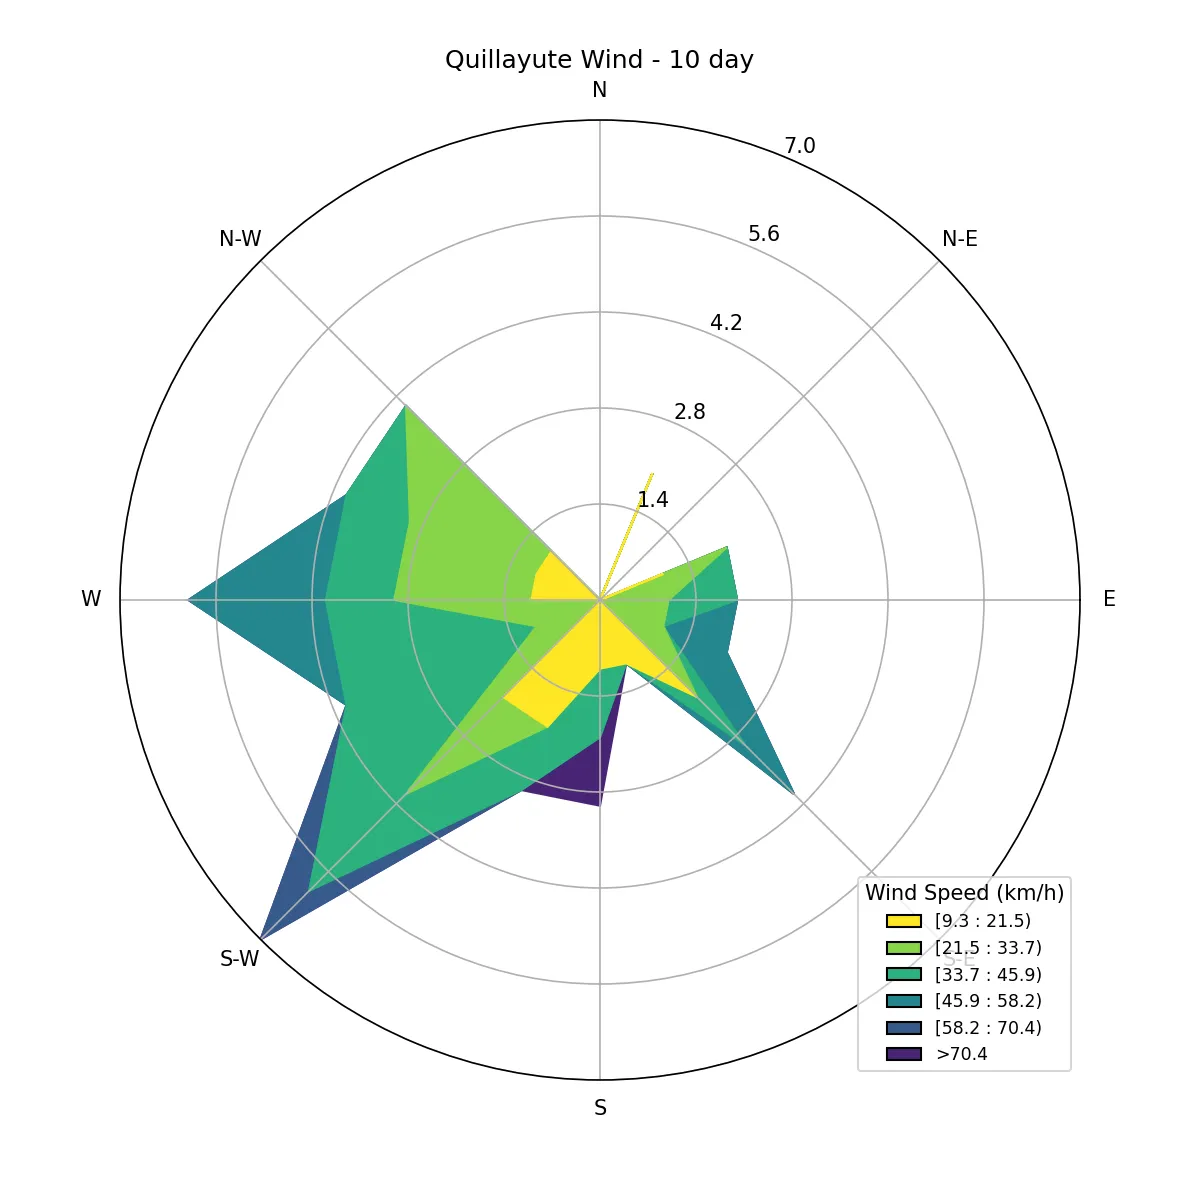 Quillayute Wind - 10 day
N
7.0
5.6
N-W
N-E
4.2
2.8
1.4
W
E
S-W
S-E
Wind Speed (km/h)
[9.3 : 21.5)
[21.5 : 33.7)
[33.7 : 45.9)
[45.9 : 58.2)
[58.2 : 70.4)
>70.4
S